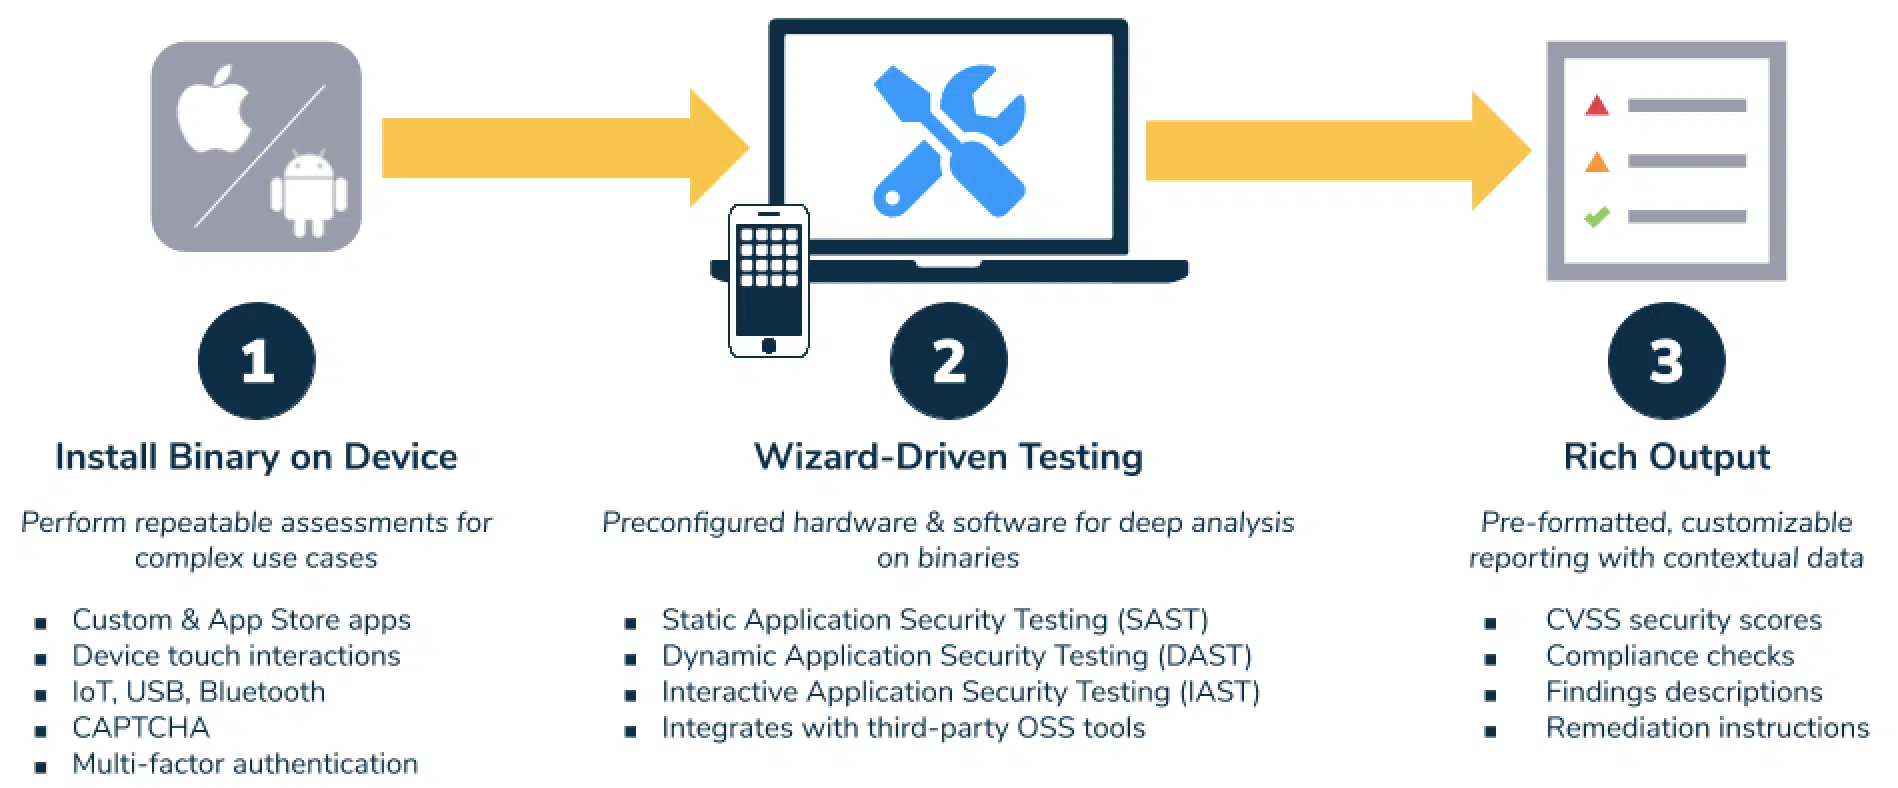 1
Install Binary on Device
Perform repeatable assessments for
complex use cases
Custom & App Store apps
Device touch interactions
IoT, USB, Bluetooth
CAPTCHA
Multi-factor authentication
2
Wizard-Driven Testing
Preconfigured hardware & software for deep analysis
on binaries
Static Application Security Testing (SAST)
Dynamic Application Security Testing (DAST)
Interactive Application Security Testing (IAST)
Integrates with third-party OSS tools
3
Rich Output
Pre-formatted, customizable
reporting with contextual data
CVSS security scores
Compliance checks
Findings descriptions
Remediation instructions